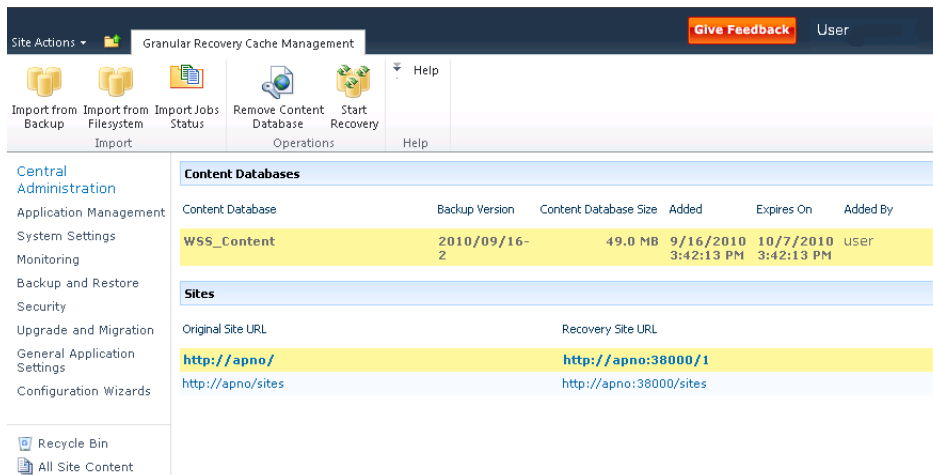 Site Actions
Granular Recovery Cache Management
Give Feedback
User
Import from Backup
Import from Filesystem
Import Jobs Status
Import
Remove Content Database
Start Recovery
Operations
Help
Help
Central
Administration
Application Management
System Settings
Monitoring
Backup and Restore
Security
Upgrade and Migration
General Application
Settings
Configuration Wizards
Recycle Bin
All Site Content
Content Databases
Content Database Backup Version Content Database Size Added Expires On Added By
WSS_Content 2010/09/16- 49.0 MB 9/16/2010 10/7/2010 user
2 3:42:13 PM 3:42:13 PM
Sites
Original Site URL Recovery Site URL
http://apno/ http://apno:38000/1
http://apno/sites http://apno:38000/sites